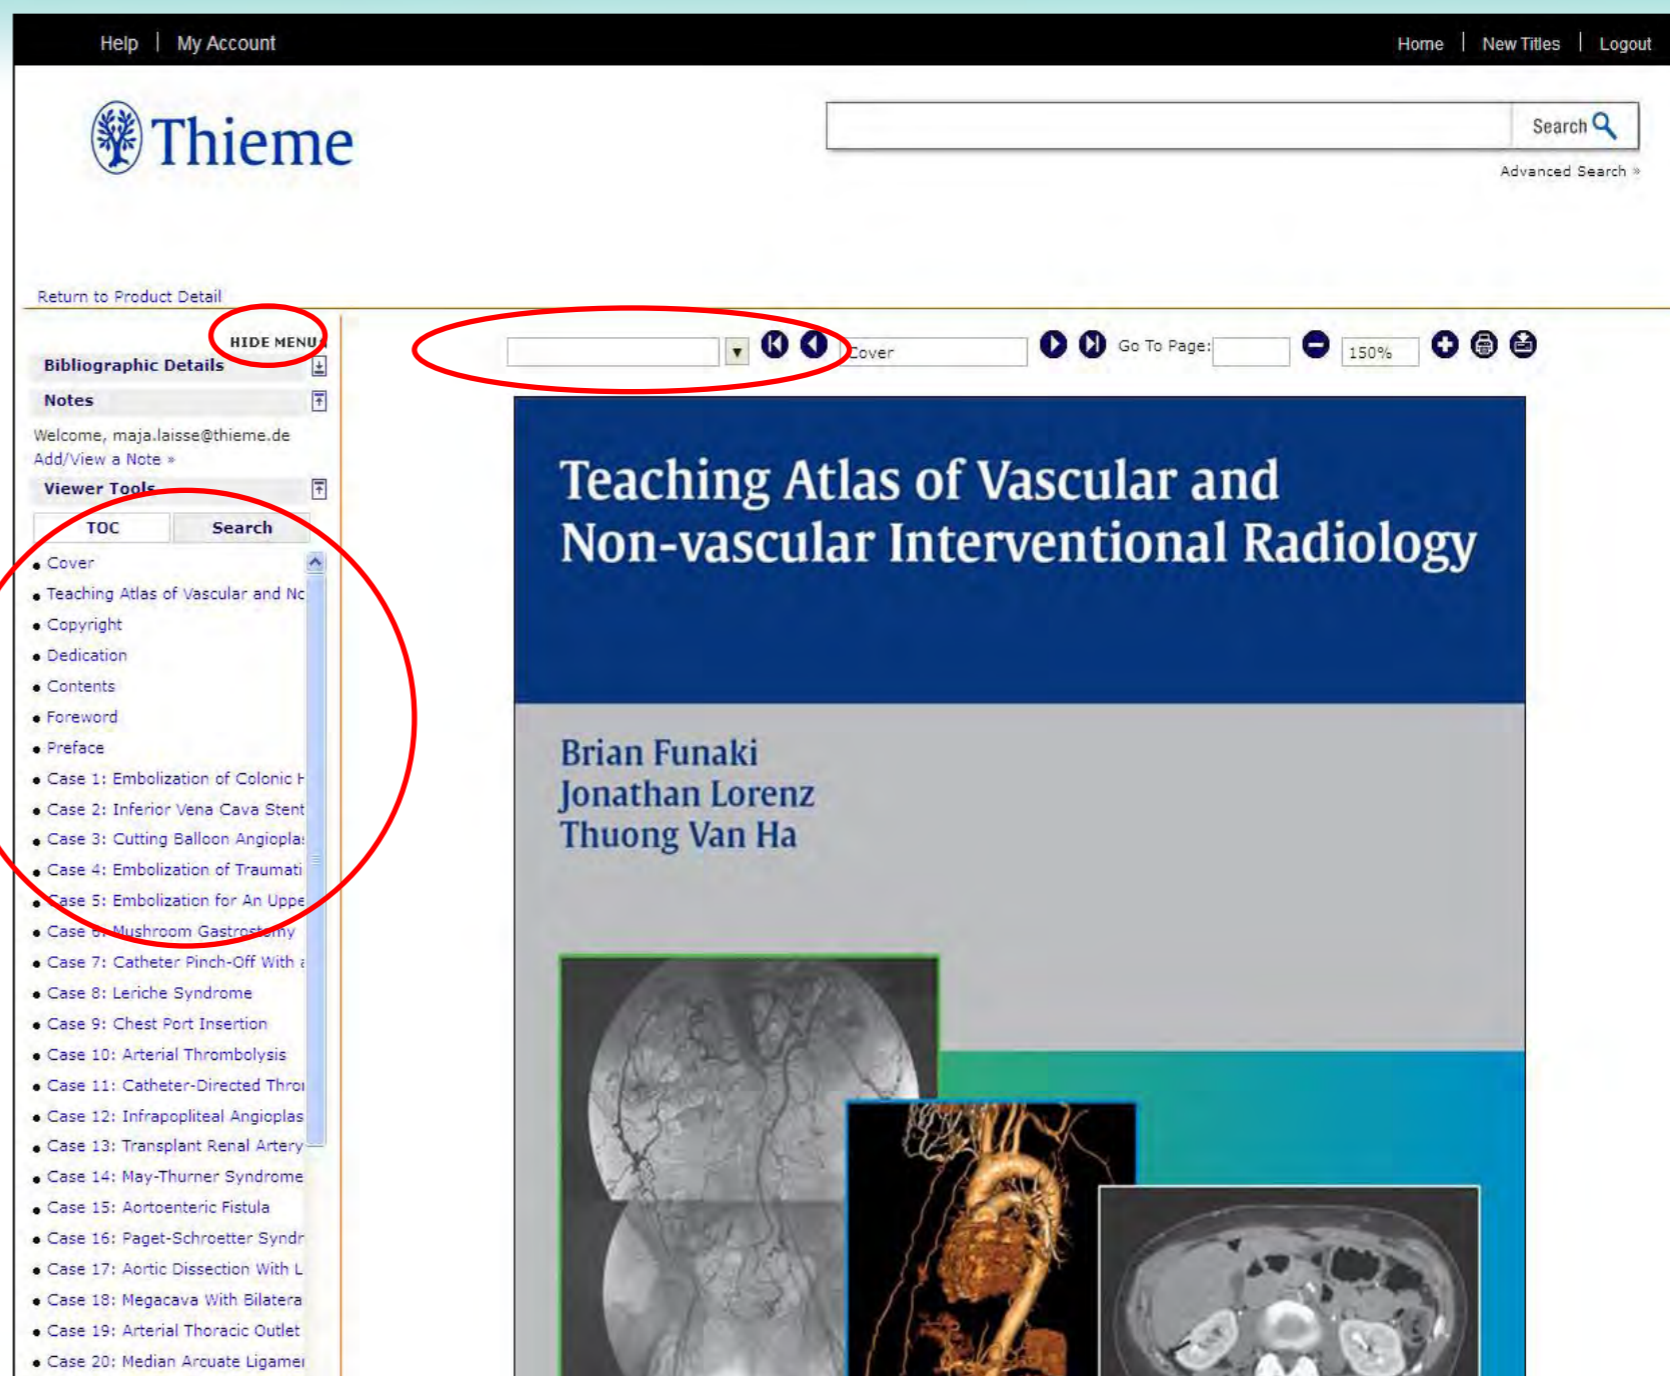 Help | My Account
Home | New Titles | Logout
Thieme
Search
Advanced Search »
Return to Product Detail
HIDE MENU
Bibliographic Details
Notes
Welcome, maja.laisse@thieme.de
Add/View a Note »
Viewer Tools
TOC
Search
Cover
Teaching Atlas of Vascular and
Copyright
Dedication
Contents
Foreword
Preface
Case 1: Embolization of Colonic
Case 2: Inferior Vena Cava Stent
Case 3: Cutting Balloon
Case 4: Embolization of Traumati
Case 5: Embolization for An Uppe
Case 6: Mushroom Gastrostomy
Case 7: Catheter Pinch-Off With
Case 8: Leriche Syndrome
Case 9: Chest Port Insertion
Case 10: Arterial Thrombolysis
Case 11: Catheter-Directed
Case 12: Infrapopliteal Angioplas
Case 13: Transplant Renal Artery
Case 14: May-Thurner Syndrome
Case 15: Aortoenteric Fistula
Case 16: Paget-Schroetter Syndr
Case 17: Aortic Dissection With L
Case 18: Megacava With Bilatera
Case 19: Arterial Thoracic Outlet
Case 20: Median Arcuate
Cover
Go To Page:
150%
Teaching Atlas of Vascular and
Non-vascular Interventional Radiology
Brian Funaki
Jonathan Lorenz
Thuong Van Ha